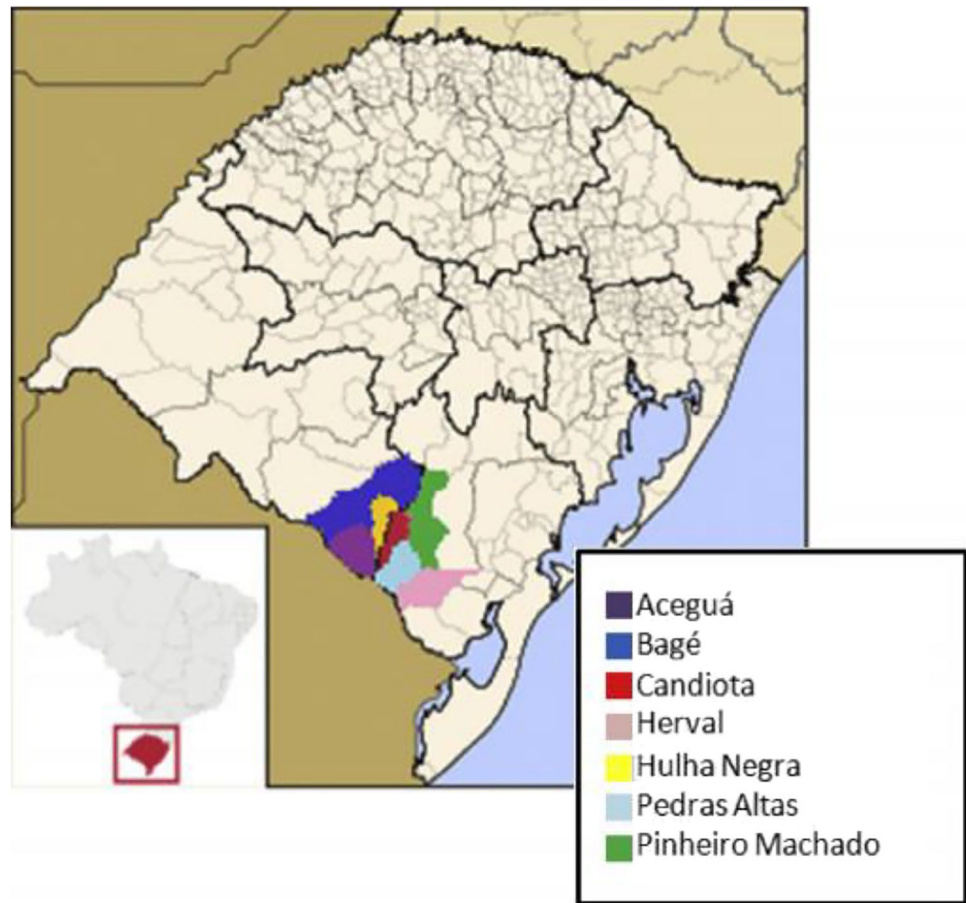 Aceguá
Bagé
Candiota
Herval
Hulha Negra
Pedras Altas
Pinheiro Machado